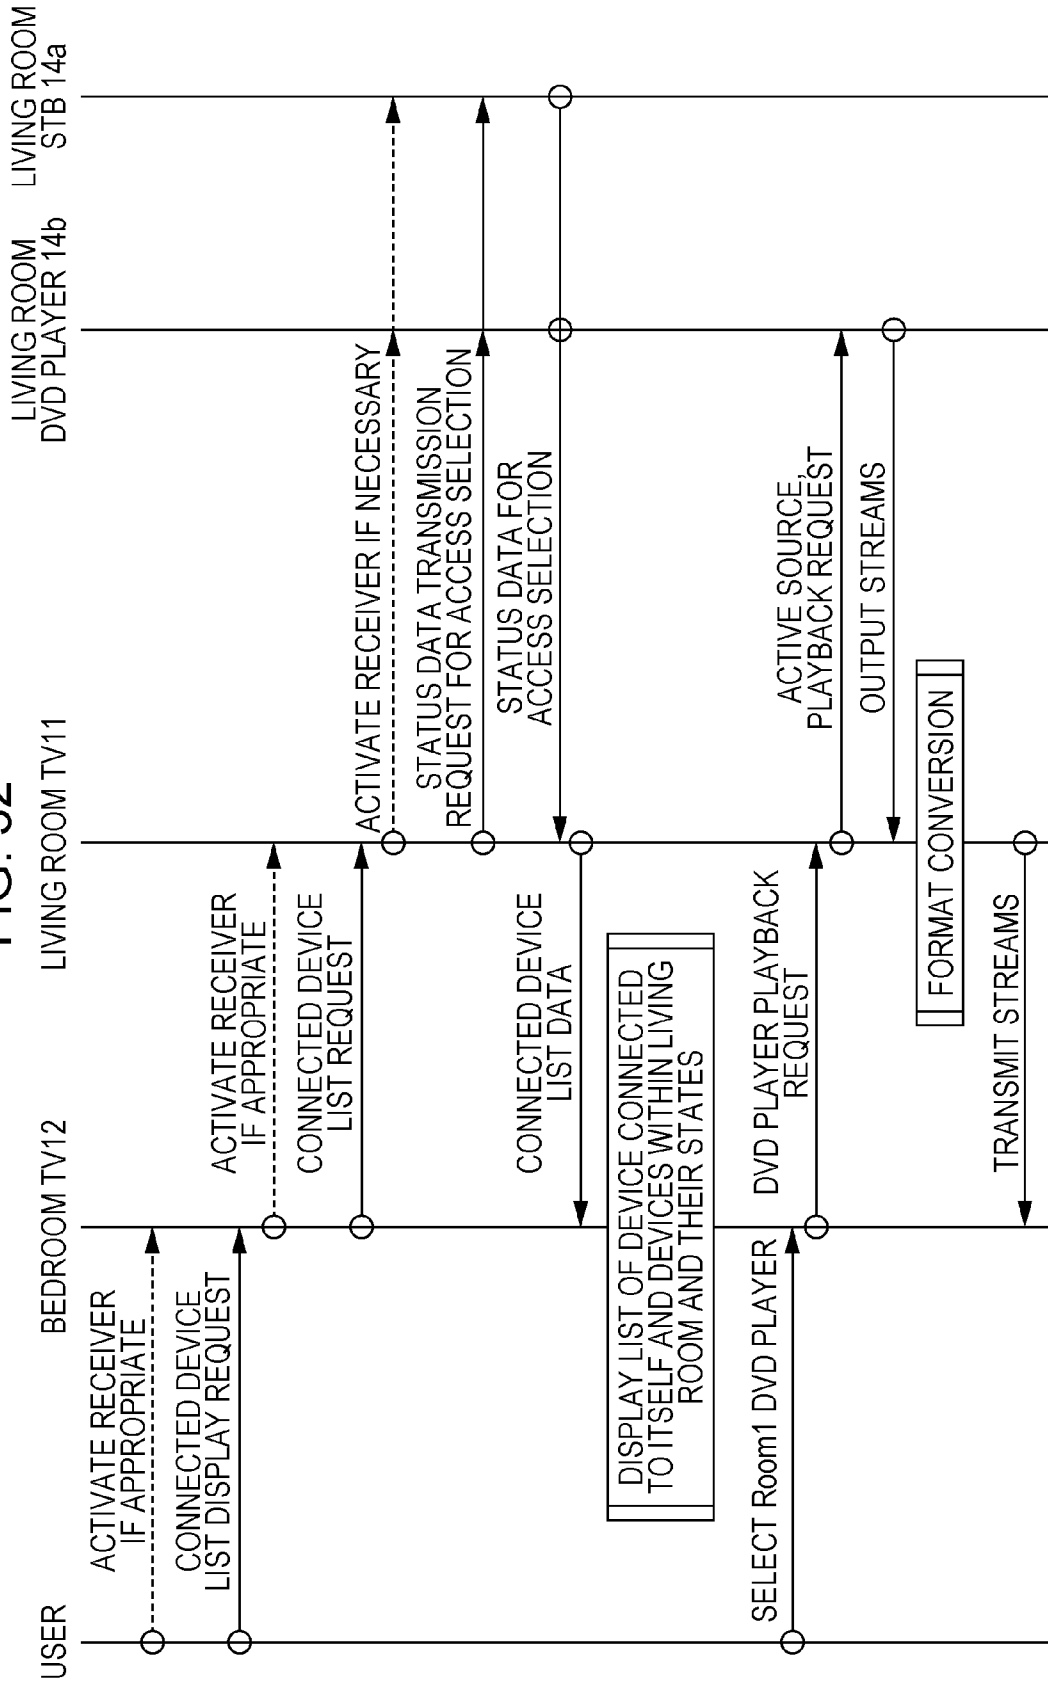 FIG. 32
USER
BEDROOM TV12
LIVING ROOM TV11
LIVING ROOM
DVD PLAYER 14b
LIVING ROOM
STB 14a
ACTIVATE RECEIVER
IF APPROPRIATE
CONNECTED DEVICE
LIST DISPLAY REQUEST
ACTIVATE RECEIVER
IF APPROPRIATE
CONNECTED DEVICE
LIST REQUEST
ACTIVATE RECEIVER IF NECESSARY
STATUS DATA TRANSMISSION
REQUEST FOR ACCESS SELECTION
STATUS DATA FOR
ACCESS SELECTION
CONNECTED DEVICE
LIST DATA
DISPLAY LIST OF DEVICE CONNECTED
TO ITSELF AND DEVICES WITHIN LIVING
ROOM AND THEIR STATES
SELECT Room1 DVD PLAYER
DVD PLAYER PLAYBACK
REQUEST
ACTIVE SOURCE,
PLAYBACK REQUEST
OUTPUT STREAMS
FORMAT CONVERSION
TRANSMIT STREAMS